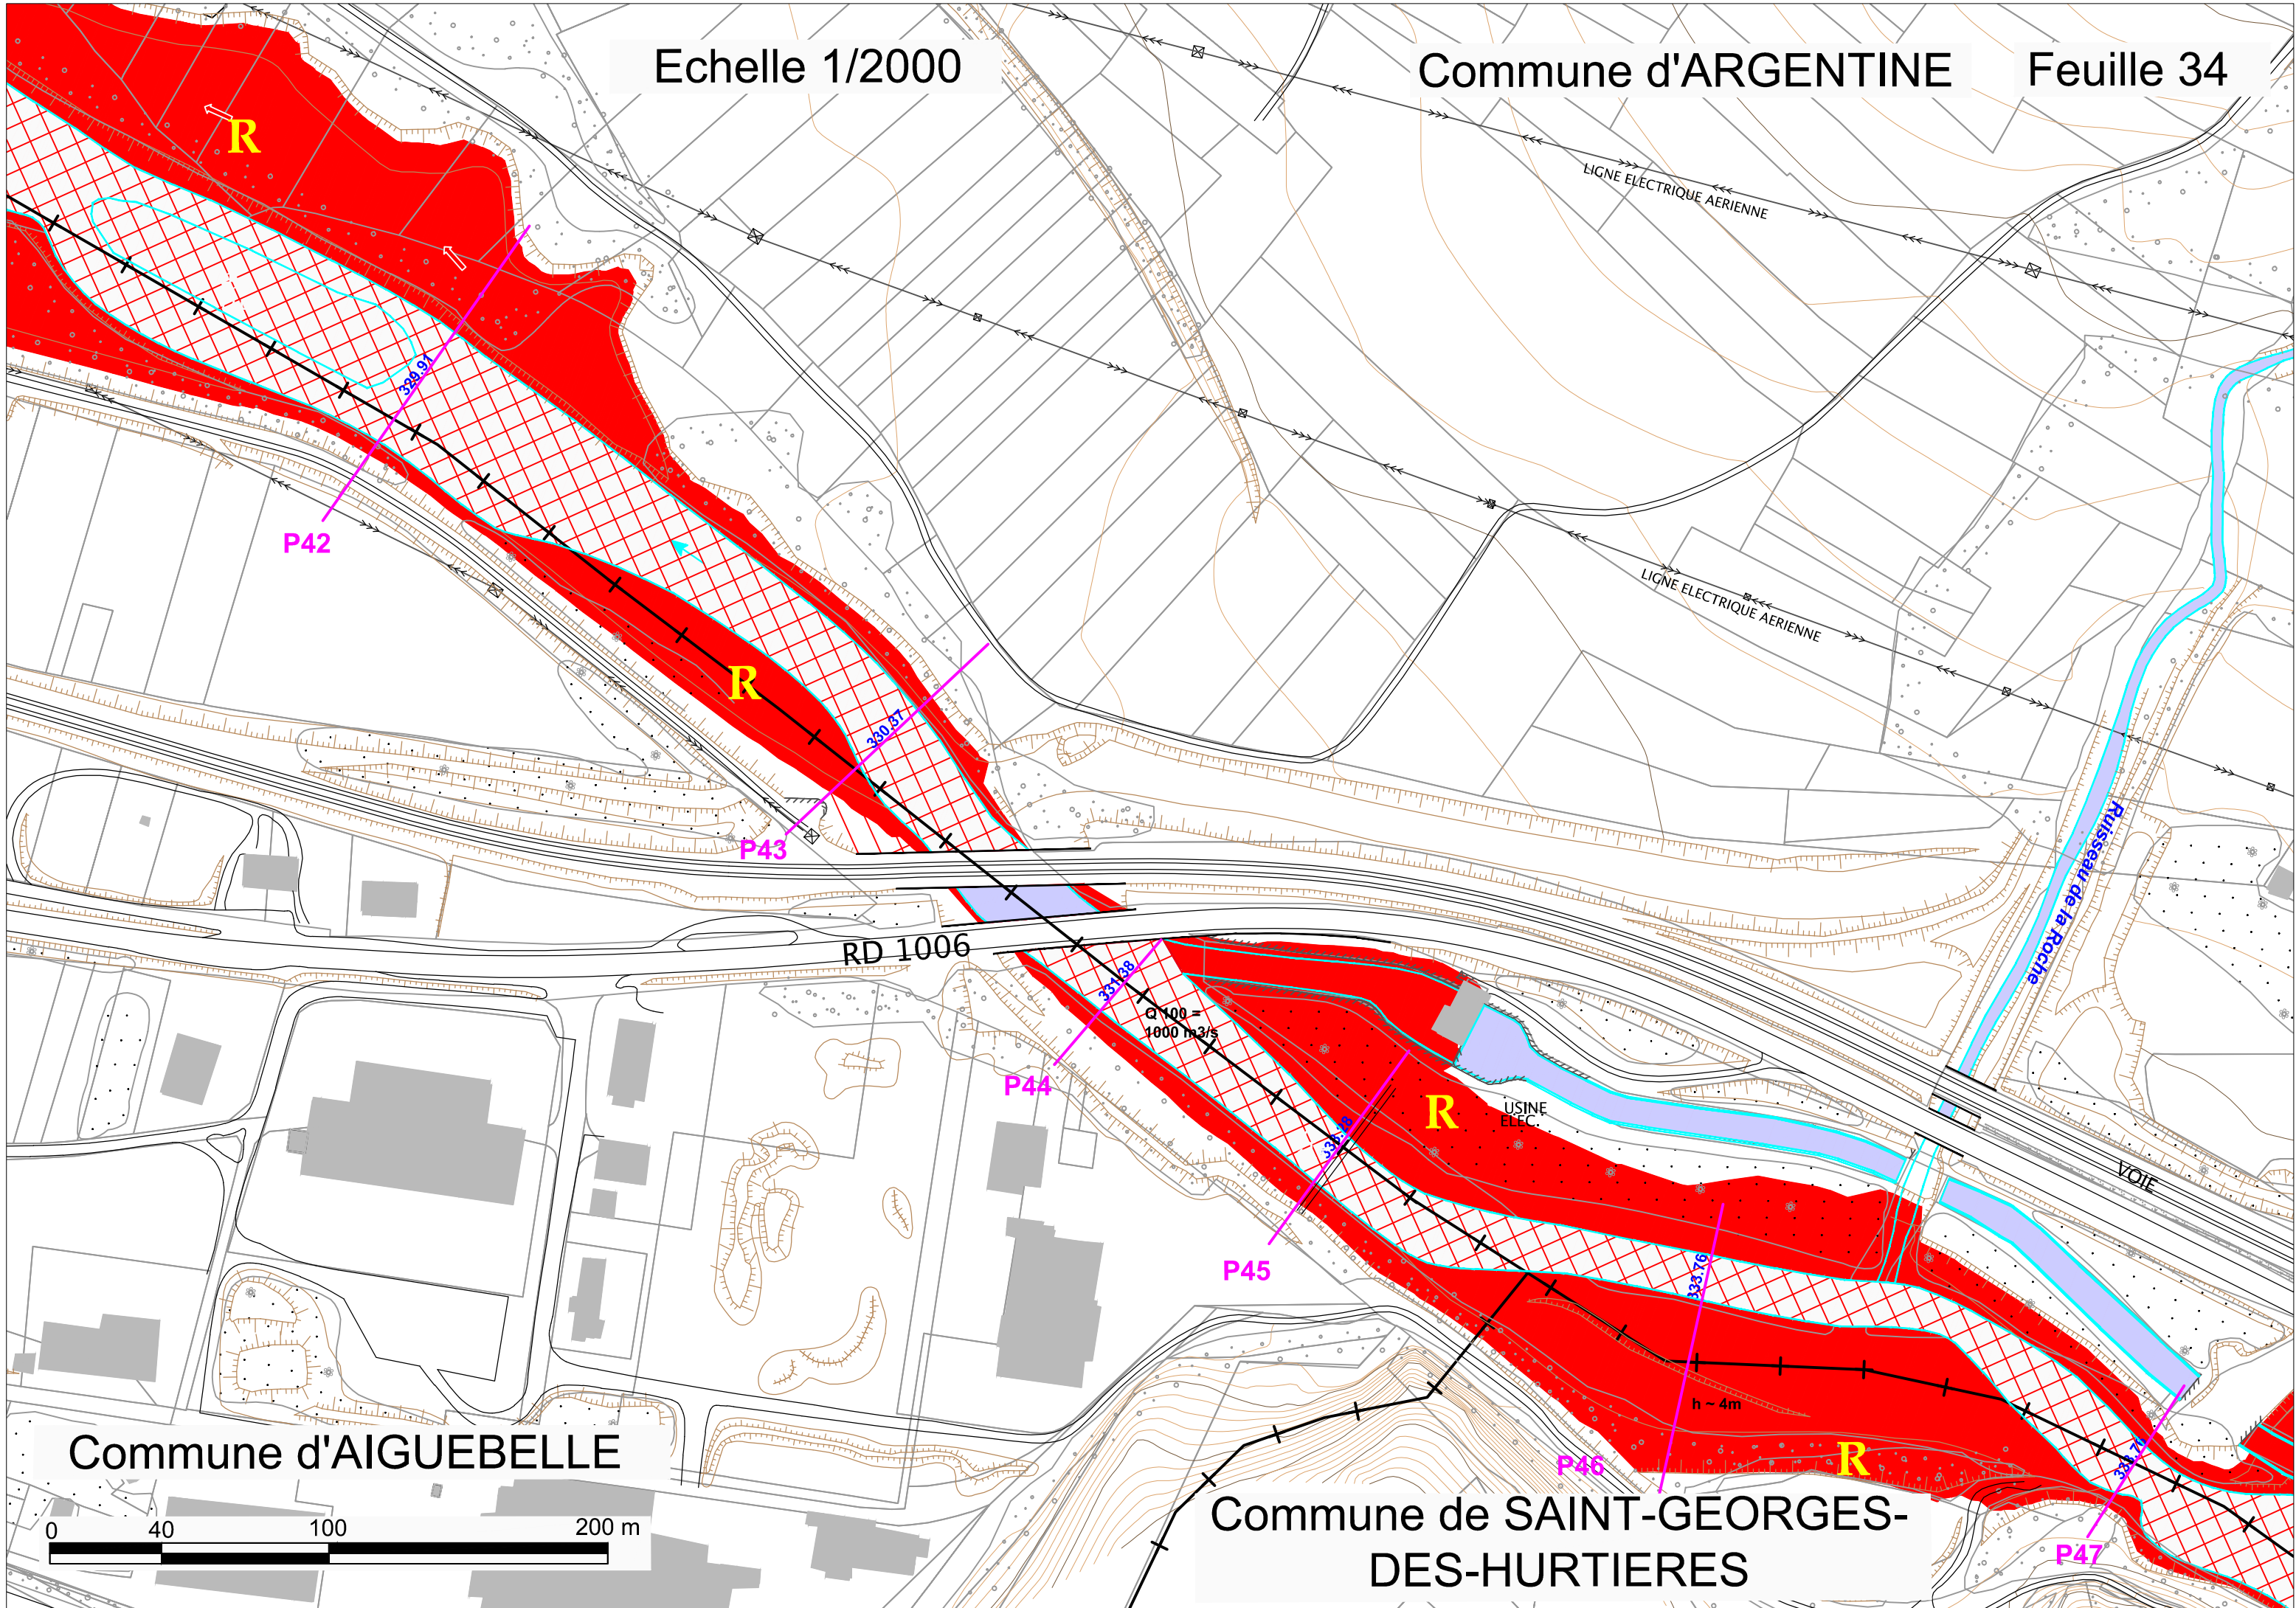 Echelle 1/2000
Commune d'ARGENTINE
Feuille 34
R
LIGNE ELECTRIQUE AERIENNE
329.91
P42
LIGNE ELECTRIQUE AERIENNE
R
330.37
P43
Ruisseau de la Roche
RD 1006
331.38
Q 100 =
1000 m3/s
P44
R
USINE
ELEC.
333.28
VOIE
P45
333.76
h ~ 4m
P46
R
P47
Commune d'AIGUEBELLE
0 40 100 200 m
Commune de SAINT-GEORGES-
DES-HURTIERES